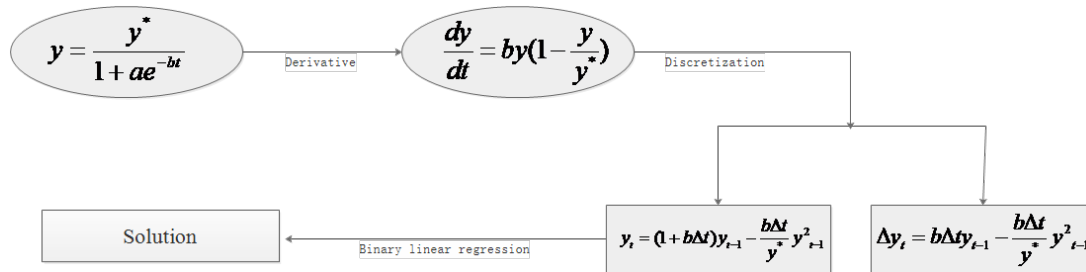 y = y* / (1 + ae^{-bt})
Derivative
dy/dt = by(1 - y/y*)
Discretization
Solution
Binary linear regression
y_t = (1 + bΔt)y_{t-1} - (bΔt/y*) y²_{t-1}
Δy_t = bΔty_{t-1} - (bΔt/y*) y²_{t-1}